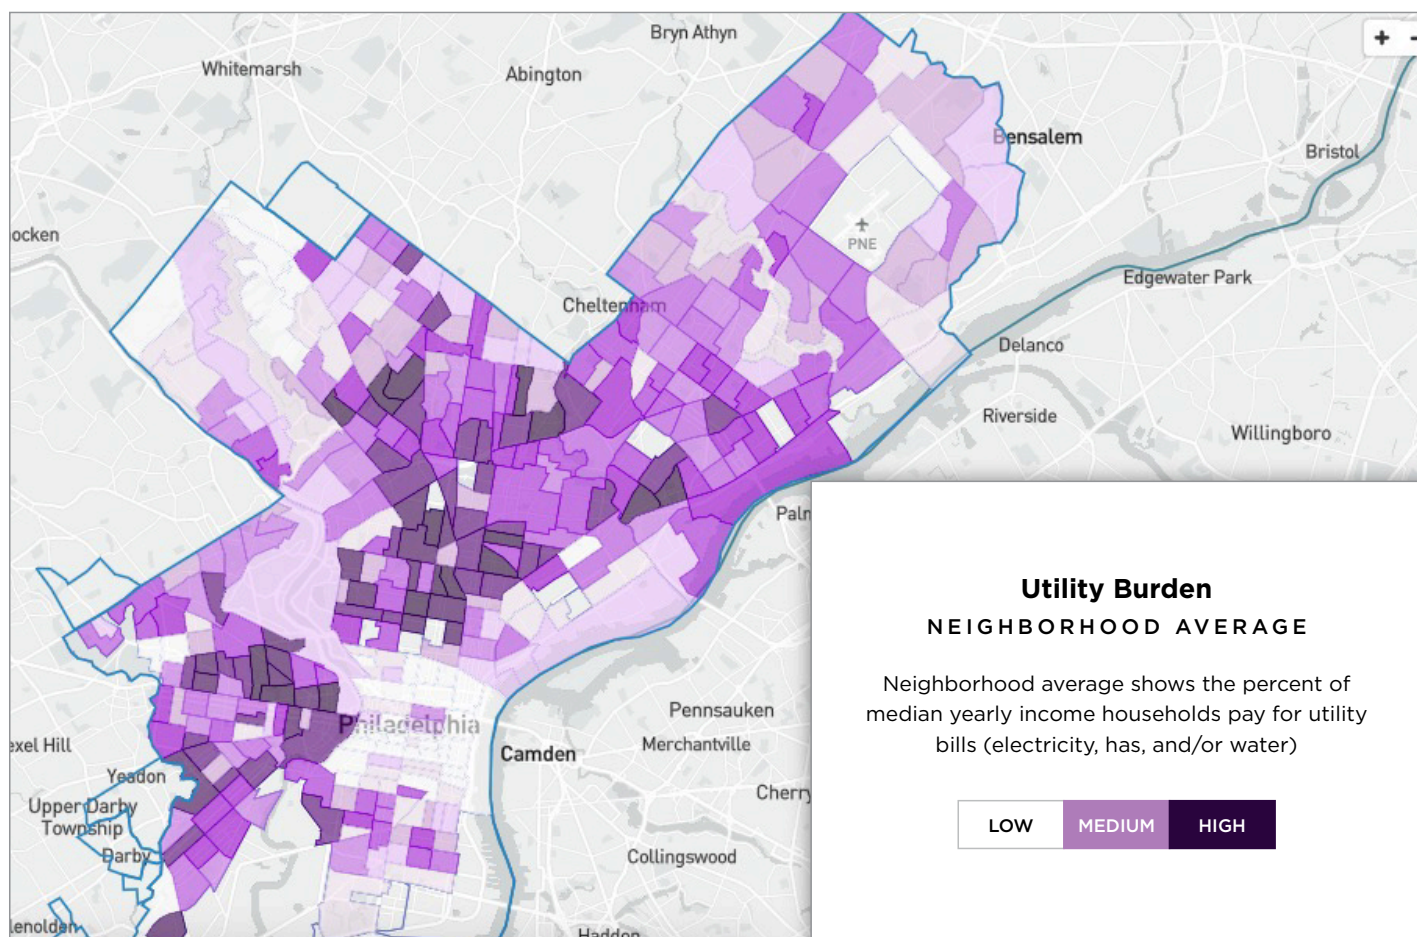 Bryn Athyn
Whitemarsh
Abington
+
Bensalem
Bristol
ocken
PNE
Edgewater Park
Cheltenham
Delanco
Riverside
Willingboro
Paln
Utility Burden
NEIGHBORHOOD AVERAGE
Neighborhood average shows the percent of
median yearly income households pay for utility
bills (electricity, has, and/or water)
LOW
MEDIUM
HIGH
Pennsauken
Philadelphia
exel Hill
Camden
Merchantville
Yeadon
Cherry
Upper Darby
Township
Darby
Collingswood
lenolden
Haddon